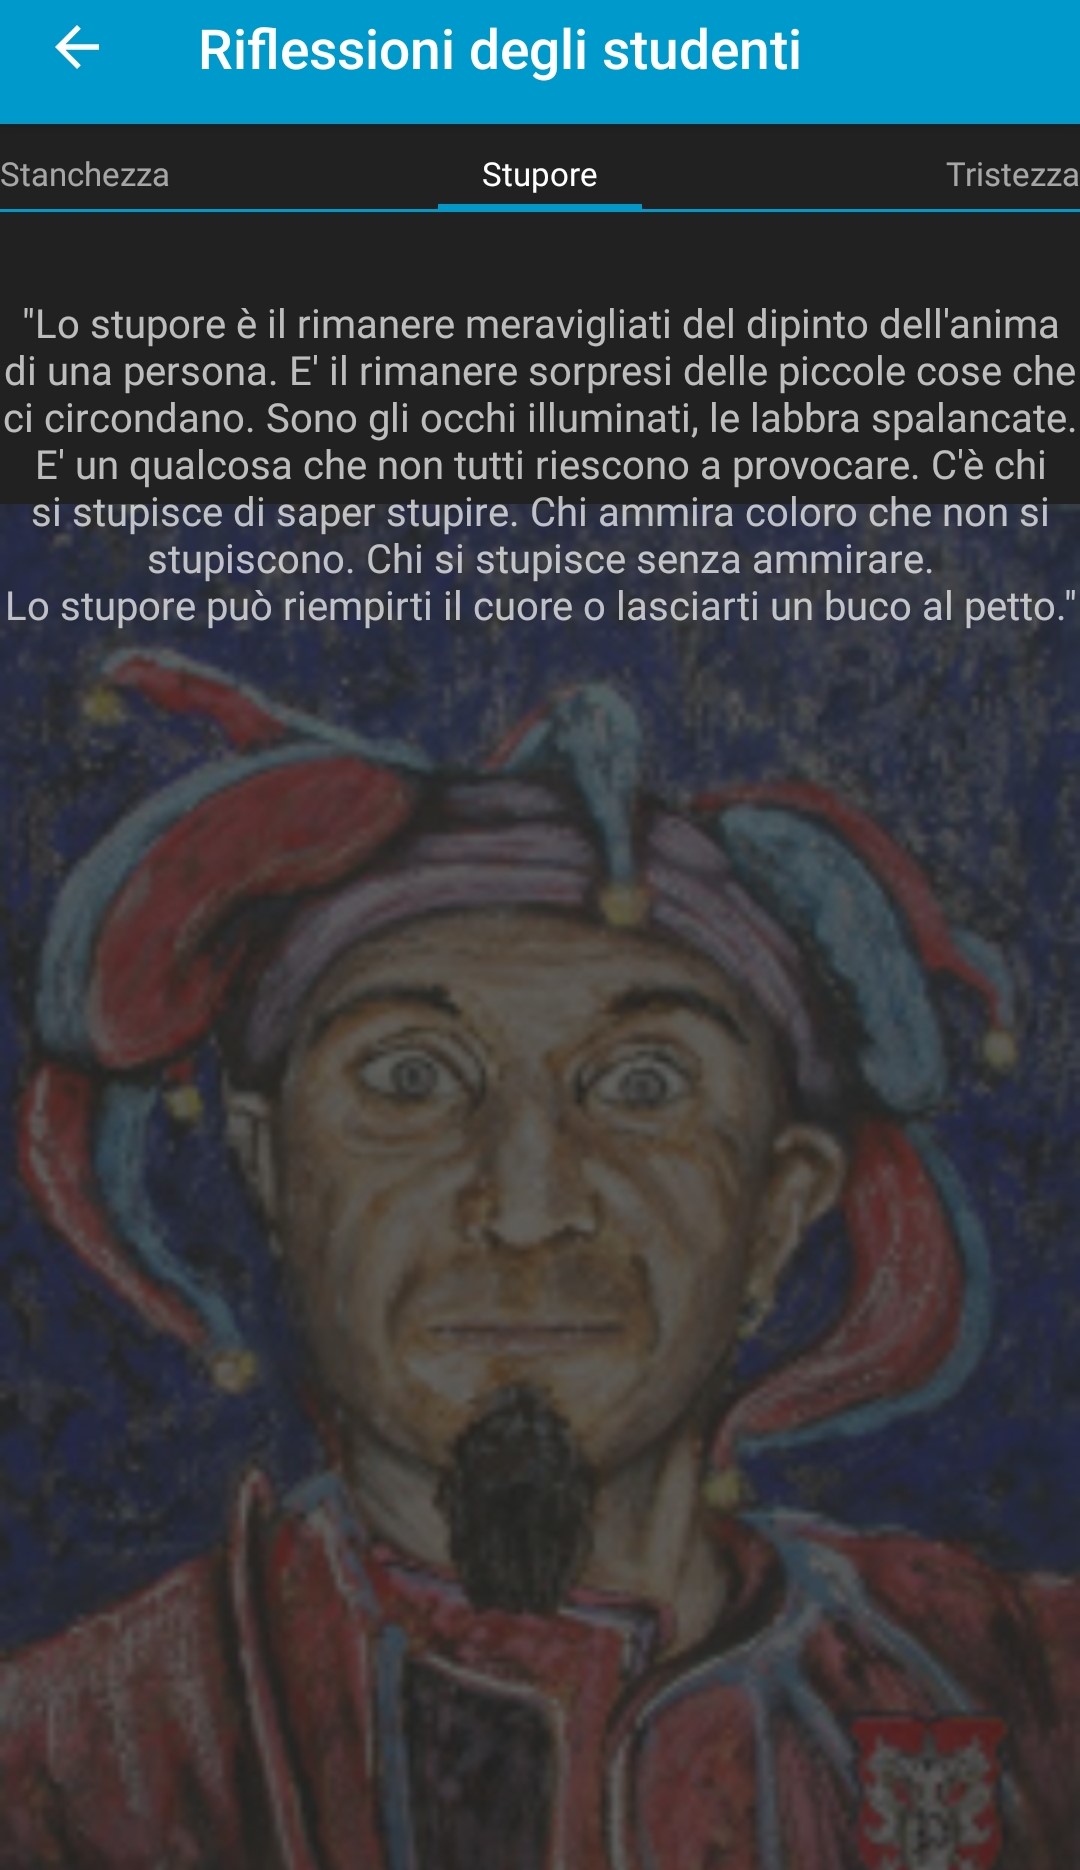 Riflessioni degli studenti
Stanchezza
Stupore
Tristezza
"Lo stupore è il rimanere meravigliati del dipinto dell'anima
di una persona. E' il rimanere sorpresi delle piccole cose che
ci circondano. Sono gli occhi illuminati, le labbra spalancate.
E' un qualcosa che non tutti riescono a provocare. C'è chi
si stupisce di saper stupire. Chi ammira coloro che non si
stupiscono. Chi si stupisce senza ammirare.
Lo stupore può riempirti il cuore o lasciarti un buco al petto."